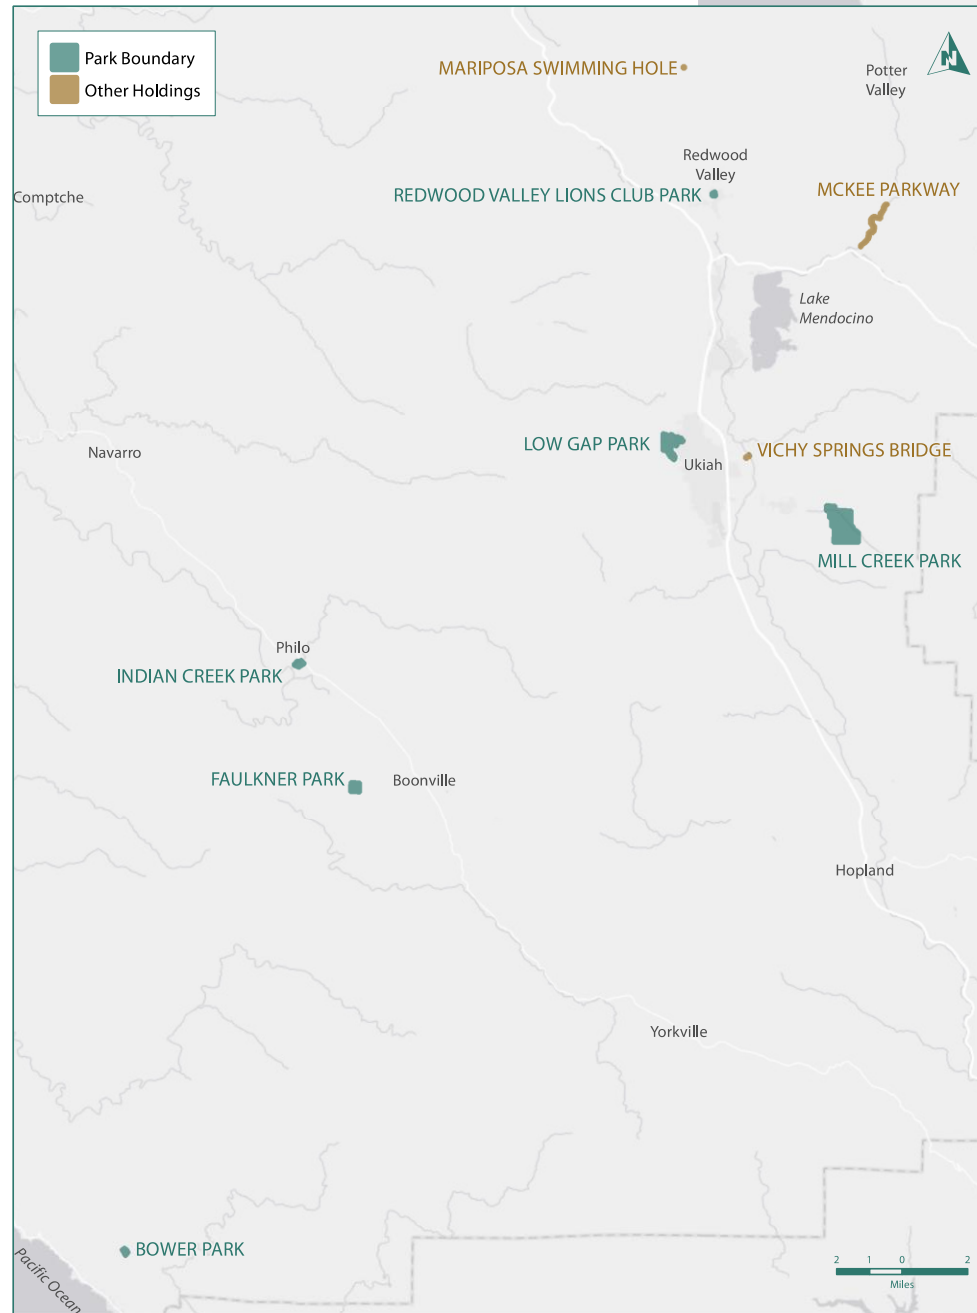 Park Boundary
Other Holdings
MARIPOSA SWIMMING HOLE
N
Potter
Valley
Redwood
Valley
Comptche
REDWOOD VALLEY LIONS CLUB PARK
MCKEE PARKWAY
Lake
Mendocino
Navarro
LOW GAP PARK
Ukiah
VICHY SPRINGS BRIDGE
MILL CREEK PARK
Philo
INDIAN CREEK PARK
FAULKNER PARK
Boonville
Hopland
Yorkville
BOWER PARK
Pacific Ocean
2 1 0 2
Miles